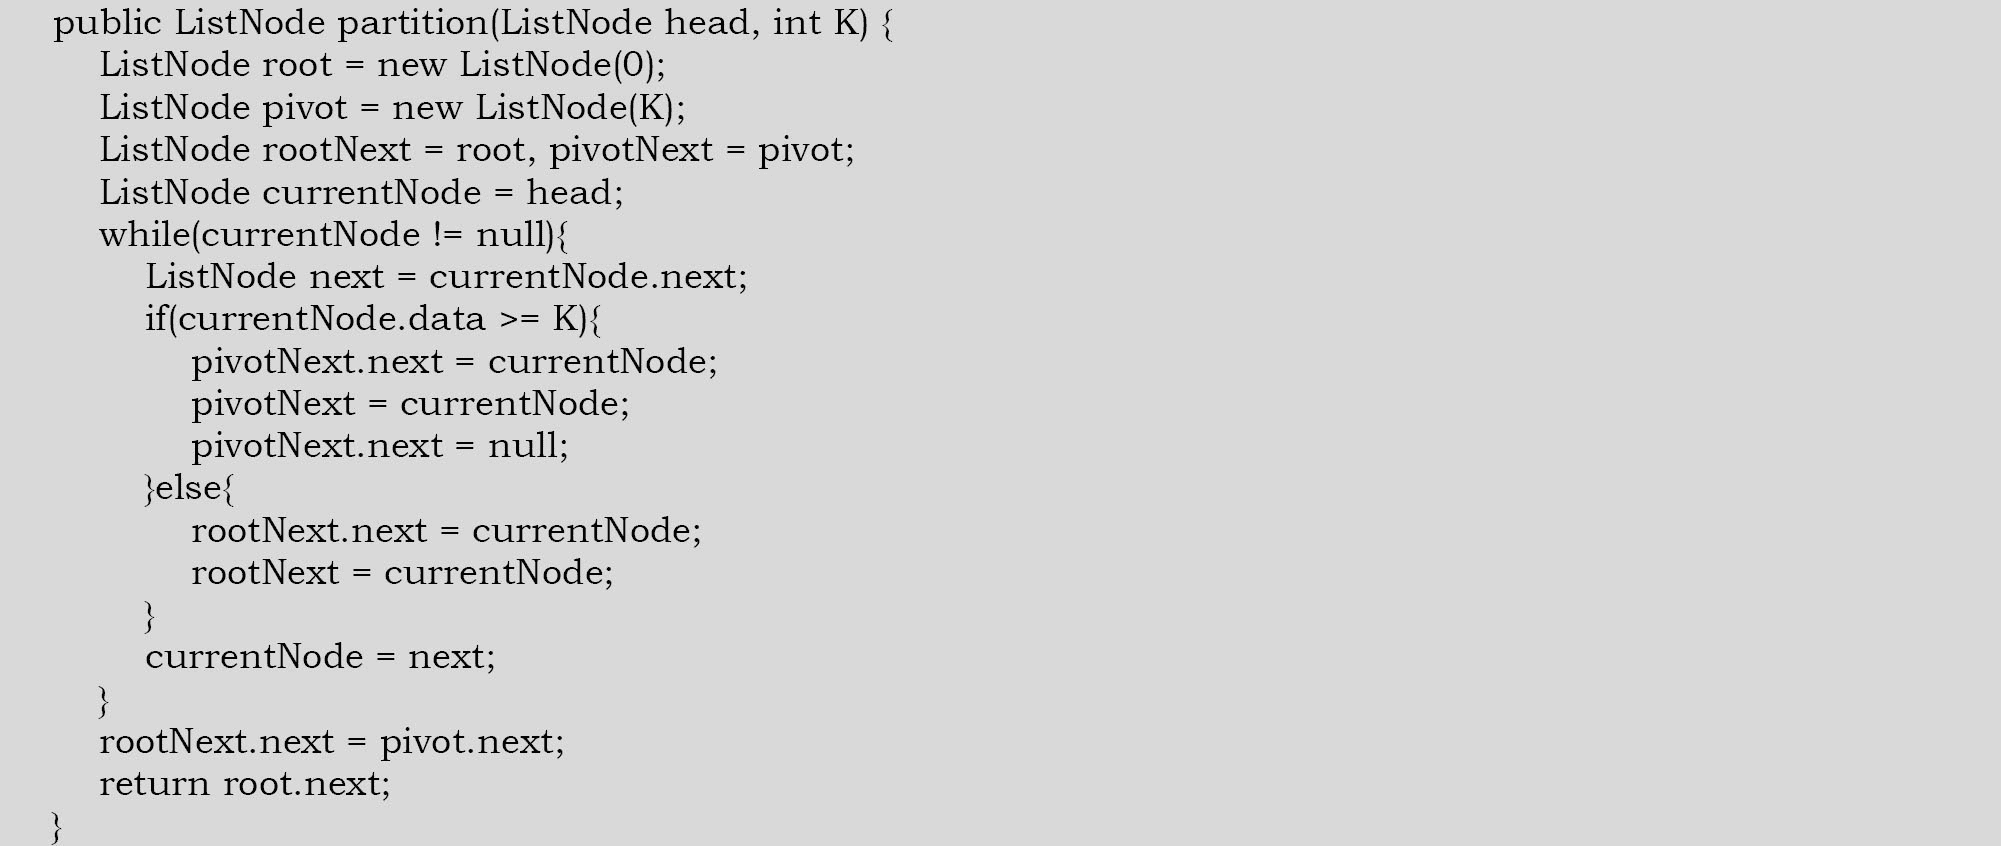 public ListNode partition(ListNode head, int K) {
ListNode root = new ListNode(0);
ListNode pivot = new ListNode(K);
ListNode rootNext = root, pivotNext = pivot;
ListNode currentNode = head;
while(currentNode != null){
ListNode next = currentNode.next;
if(currentNode.data >= K){
pivotNext.next = currentNode;
pivotNext = currentNode;
pivotNext.next = null;
}else{
rootNext.next = currentNode;
rootNext = currentNode;
}
currentNode = next;
}
rootNext.next = pivot.next;
return root.next;
}